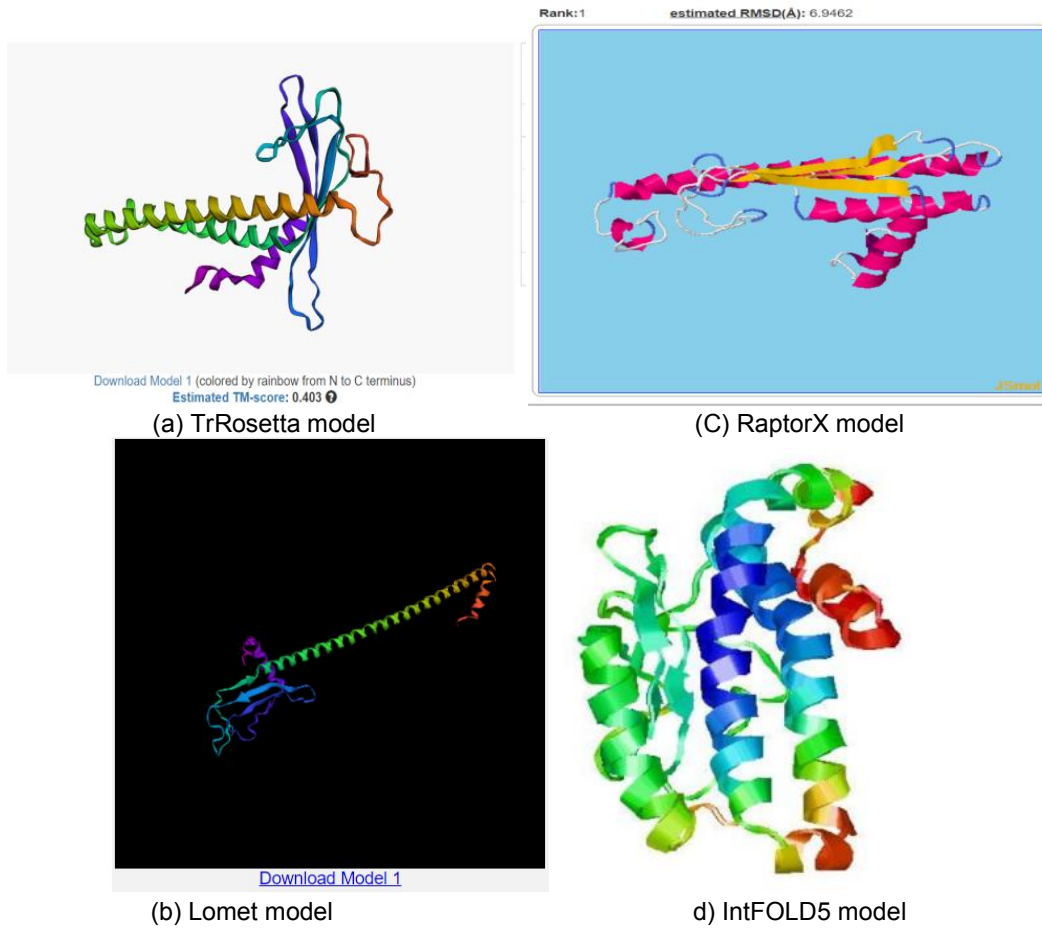 Rank:1 estimated RMSD(Å): 6.9462
Download Model 1 (colored by rainbow from N to C terminus)
Estimated TM-score: 0.403 ?
JSmol
(a) TrRosetta model
(C) RaptorX model
Download Model 1
(b) Lomet model
d) IntFOLD5 model